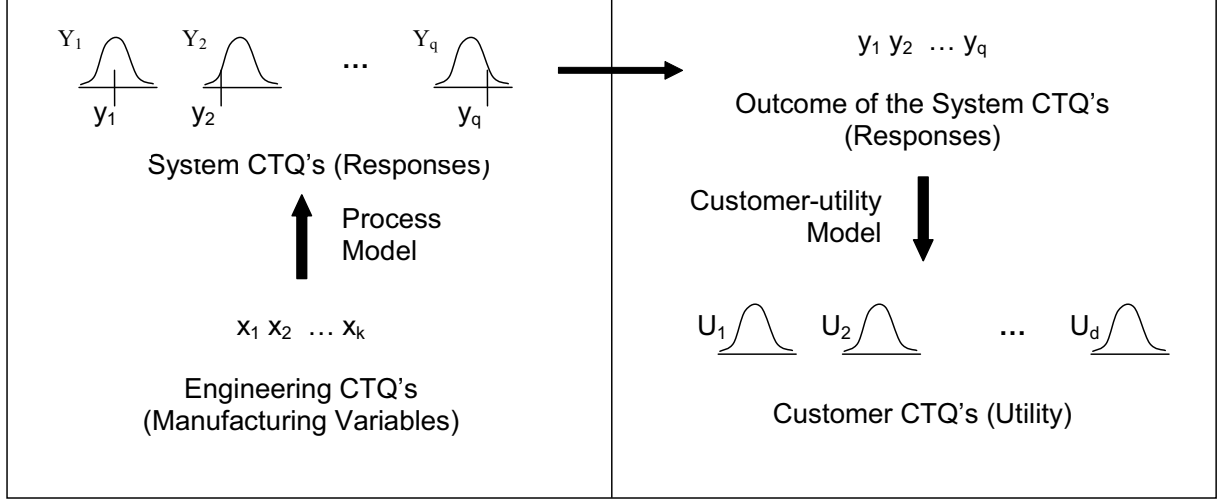 Y1 Y2 … Yq
y1 y2 yq
System CTQ's (Responses)
Process
Model
x1 x2 … xk
Engineering CTQ's
(Manufacturing Variables)
y1 y2 … yq
Outcome of the System CTQ's
(Responses)
Customer-utility
Model
U1 U2 … Ud
Customer CTQ's (Utility)